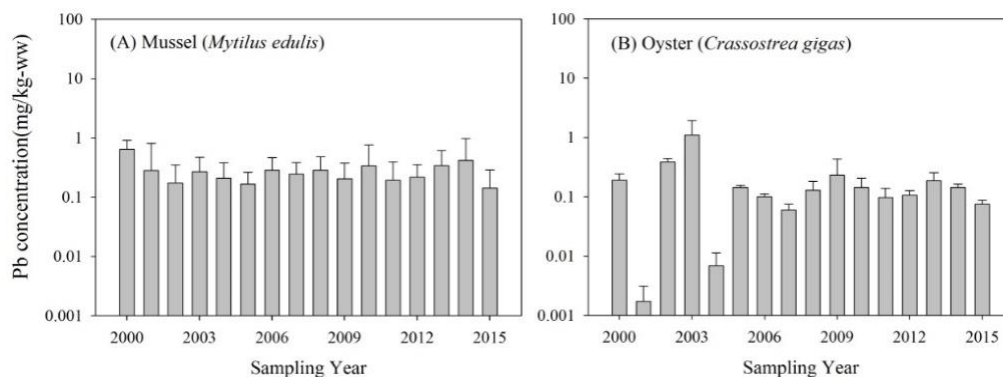 (A) Mussel (Mytilus edulis)
Pb concentration(mg/kg-ww)
100
10
1
0.1
0.01
0.001
2000 2003 2006 2009 2012 2015
Sampling Year
(B) Oyster (Crassostrea gigas)
100
10
1
0.1
0.01
0.001
2000 2003 2006 2009 2012 2015
Sampling Year